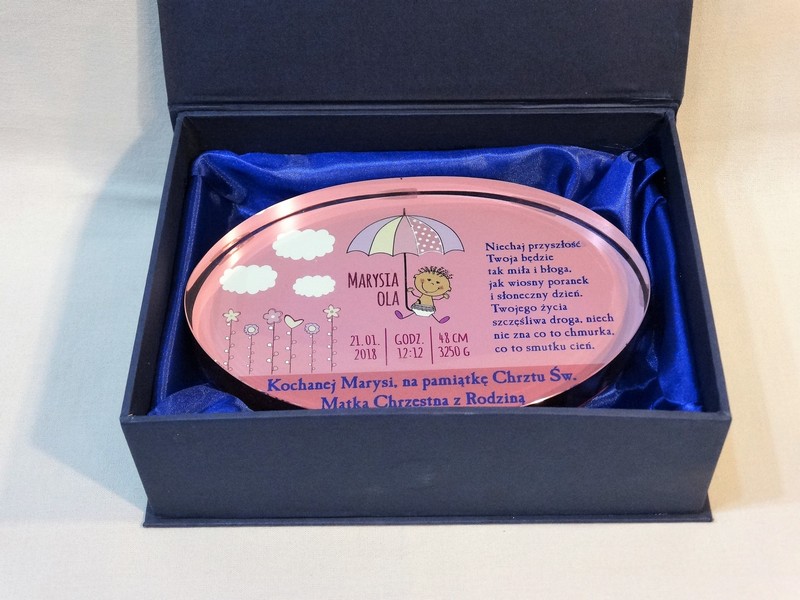 MARYSIA
OLA
21.01.
2018
GODZ.
12:12
48 CM
3250 G
Niechaj przyszłość
Twoja będzie
tak miła i błoga,
jak wiosny poranek
i słoneczny dzień.
Twojego życia
szczęśliwa droga, niech
nie zna co to chmurka,
co to smutku cień.
Kochanej Marysi, na pamiątkę Chrztu Św.
Matka Chrzestna z Rodziną